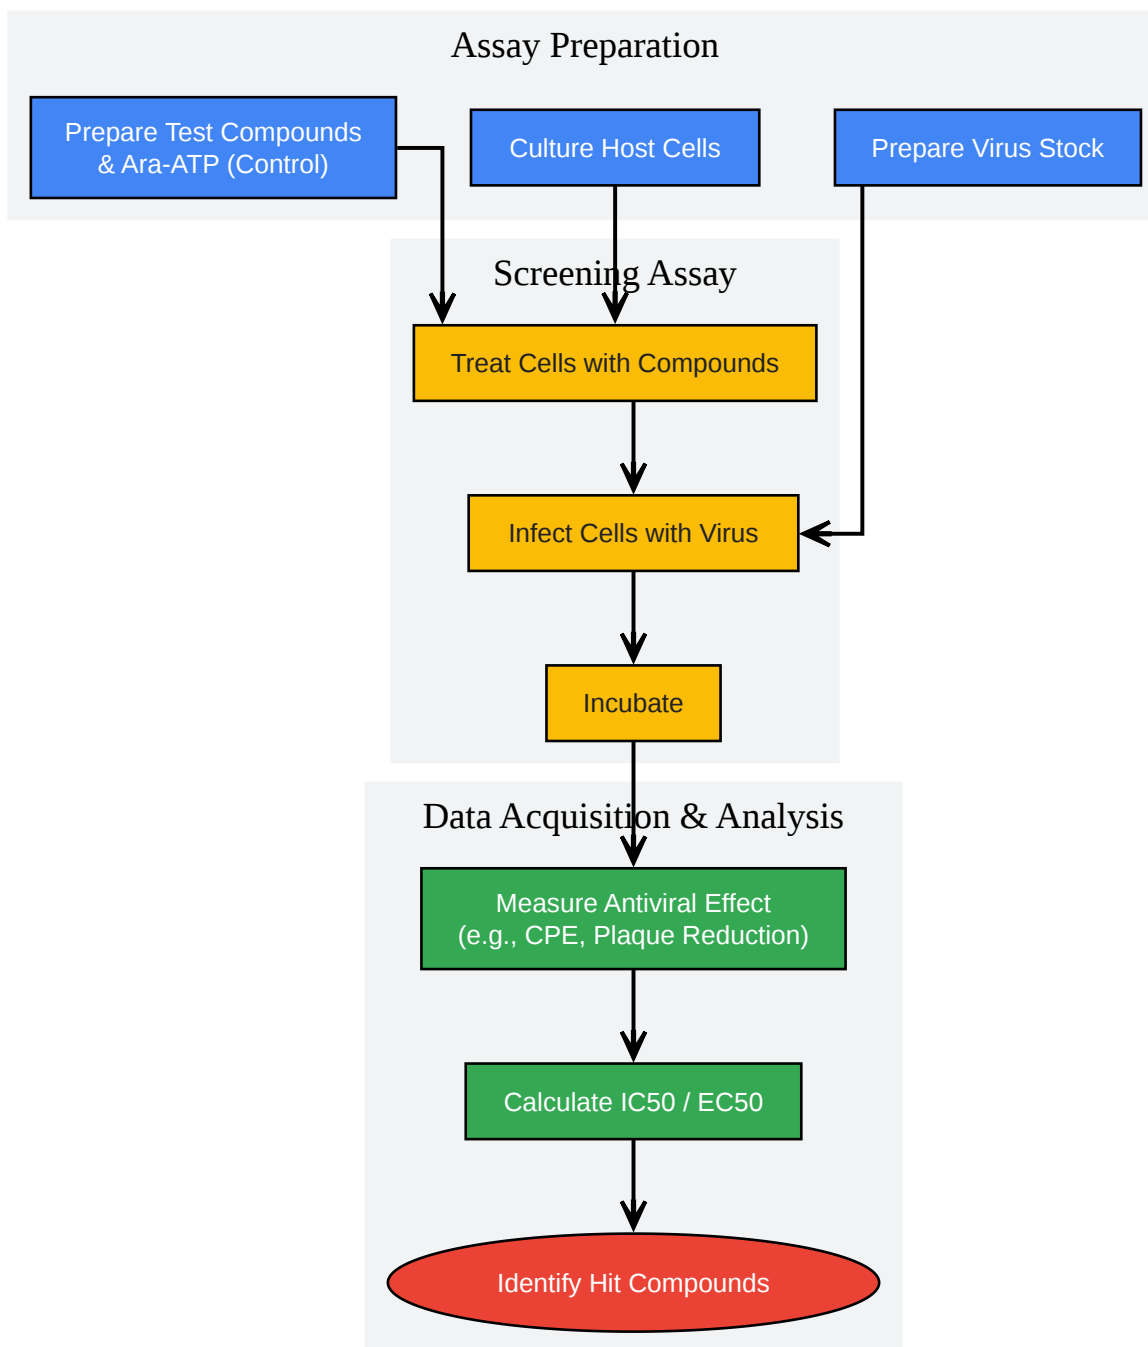 Assay Preparation
Prepare Test Compounds
& Ara-ATP (Control)
Culture Host Cells
Prepare Virus Stock
Screening Assay
Treat Cells with Compounds
Infect Cells with Virus
Incubate
Data Acquisition & Analysis
Measure Antiviral Effect
(e.g., CPE, Plaque Reduction)
Calculate IC50 / EC50
Identify Hit Compounds